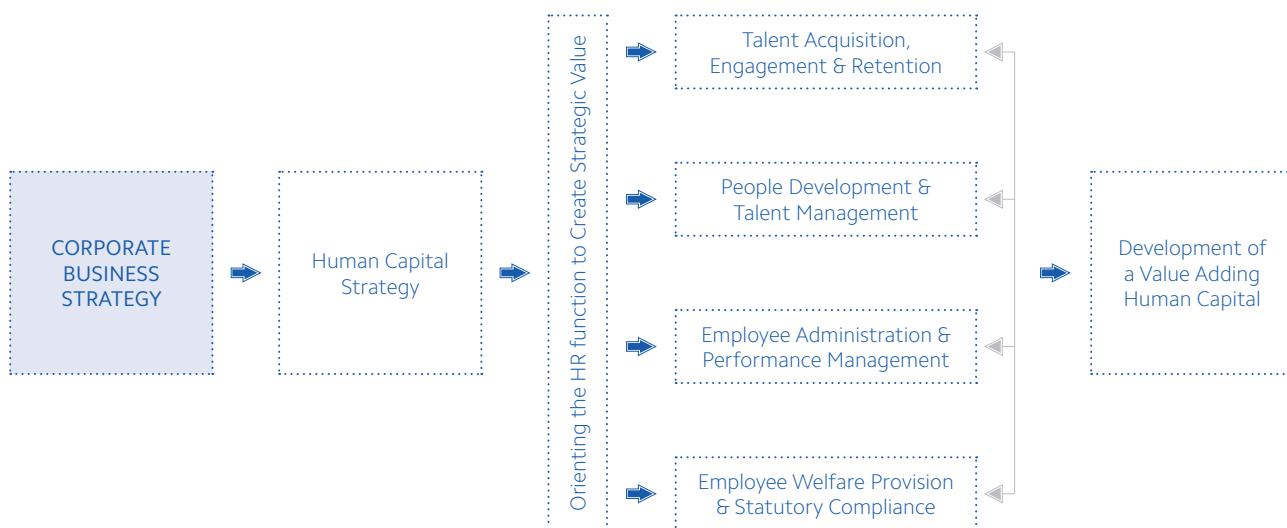 CORPORATE
BUSINESS
STRATEGY
Human Capital
Strategy
Orienting the HR function to Create Strategic Value
Talent Acquisition,
Engagement & Retention
People Development &
Talent Management
Employee Administration &
Performance Management
Employee Welfare Provision
& Statutory Compliance
Development of
a Value Adding
Human Capital